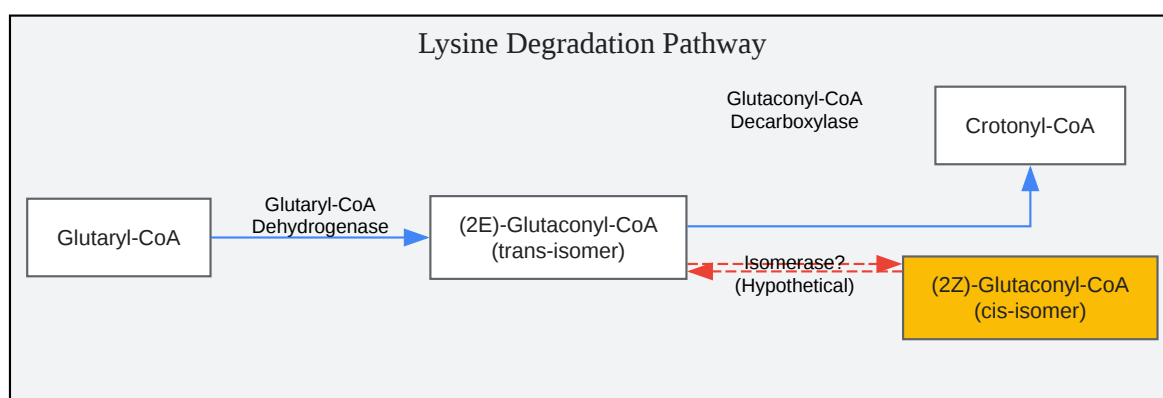 Lysine Degradation Pathway
Glutaconyl-CoA
Decarboxylase
Crotonyl-CoA
Glutaryl-CoA
Glutaryl-CoA
Dehydrogenase
(2E)-Glutaconyl-CoA
(trans-isomer)
Isomerase?
(Hypothetical)
(2Z)-Glutaconyl-CoA
(cis-isomer)